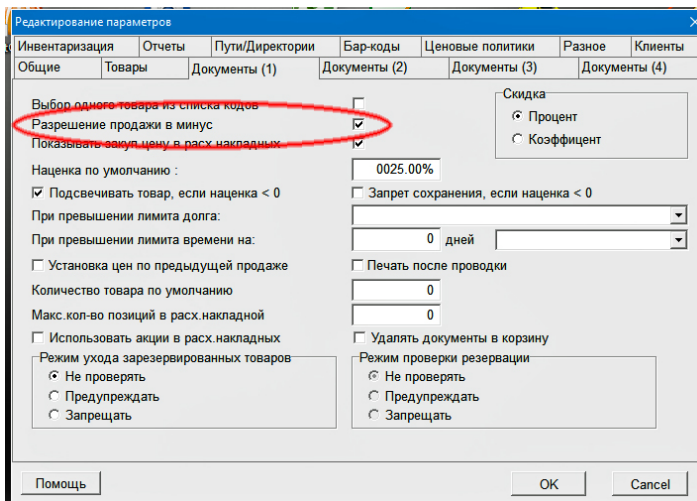 Редактирование параметров
Инвентаризация Отчеты Пути/Директории Бар-коды Ценовые политики Разное Клиенты
Общие Товары Документы (1) Документы (2) Документы (3) Документы (4)
Скидка
Выбор одного товара из списка кодов
Процент
Разрешение продажи в минус
Коэффицент
Показывать закуп.цену в расх.накладных
Наценка по умолчанию : 0025.00%
Подсвечивать товар, если наценка < 0 Запрет сохранения, если наценка < 0
При превышении лимита долга:
При превышении лимита времени на: 0 дней
Установка цен по предыдущей продаже Печать после проводки
Количество товара по умолчанию 0
Макс.кол-во позиций в расх.накладной 0
Использовать акции в расх.накладных Удалять документы в корзину
Режим ухода зарезервированных товаров Режим проверки резервации
Не проверять Не проверять
Предупреждать Предупреждать
Запрещать Запрещать
Помощь OK Cancel